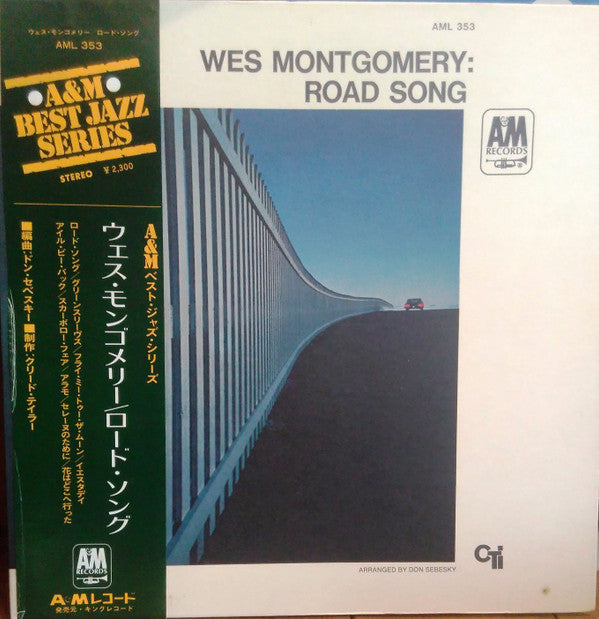 ウェス・モンゴメリー ロード・ソング
AML 353
A&M
BEST JAZZ
SERIES
STEREO ¥2,300
A&M ベスト・ジャズ・シリーズ
ウェス・モンゴメリー/ロード・ソング
ロード・ソング/グリーンスリーヴス/フライ・ミー・トゥー・ザ・ムーン/イエスタデイ
アイル・ビー・バック/スカーボロー・フェア/アラモ/セレーヌのために/花はどこへ行った
■編曲:ドン・セベスキー■制作・クリード・テイラー
A&M
RECORDS
A&Mレコード
発売元・キングレコード
AML 353
WES MONTGOMERY:
ROAD SONG
A&M
RECORDS
ARRANGED BY DON SEBESKY
CTi